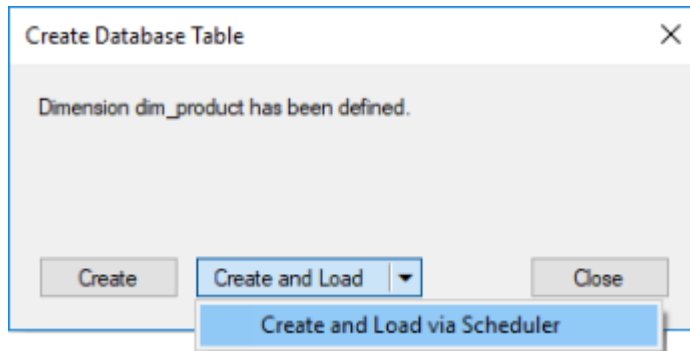 Create Database Table
Dimension dim_product has been defined.
Create Create and Load Close
Create and Load via Scheduler